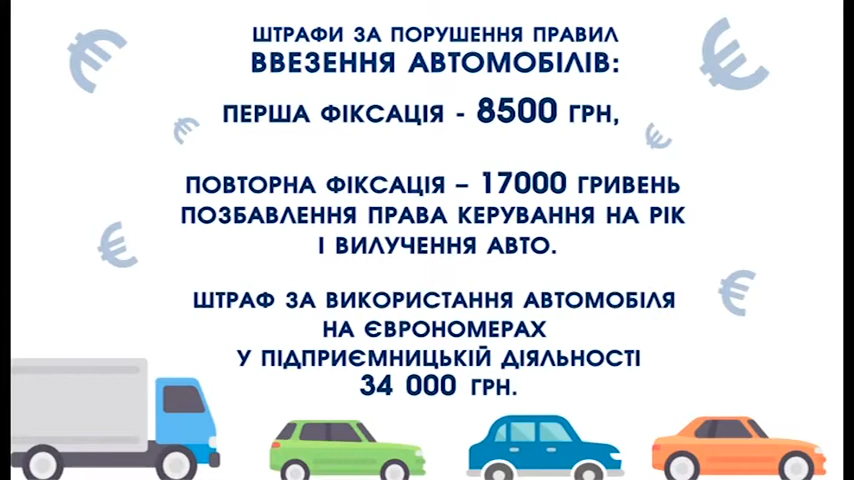 ШТРАФИ ЗА ПОРУШЕННЯ ПРАВИЛ
ВВЕЗЕННЯ АВТОМОБІЛІВ:
ПЕРША ФІКСАЦІЯ - 8500 ГРН,
ПОВТОРНА ФІКСАЦІЯ – 17000 ГРИВЕНЬ
ПОЗБАВЛЕННЯ ПРАВА КЕРУВАННЯ НА РІК
І ВИЛУЧЕННЯ АВТО.
ШТРАФ ЗА ВИКОРИСТАННЯ АВТОМОБІЛЯ
НА ЄВРОНОМЕРАХ
У ПІДПРИЄМНИЦЬКІЙ ДІЯЛЬНОСТІ
34 000 ГРН.